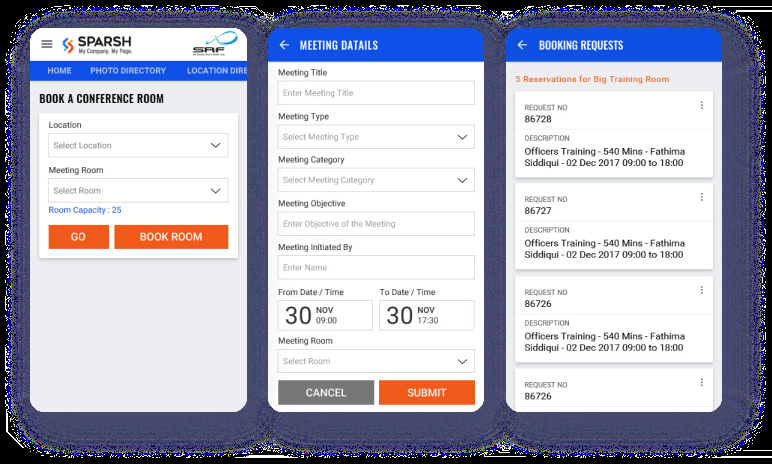 SPARSH
My Company. My Page.
SRF
HOME PHOTO DIRECTORY LOCATION DIRE
BOOK A CONFERENCE ROOM
Location
Select Location
Meeting Room
Select Room
Room Capacity : 25
GO BOOK ROOM
MEETING DATAILS
Meeting Title
Enter Meeting Title
Meeting Type
Select Meeting Type
Meeting Category
Select Meeting Category
Meeting Objective
Enter Objective of the Meeting
Meeting Initiated By
Enter Name
From Date / Time To Date / Time
30 NOV 09:00 30 NOV 17:30
Meeting Room
Select Room
CANCEL SUBMIT
BOOKING REQUESTS
5 Reservations for Big Training Room
REQUEST NO
86728
DESCRIPTION
Officers Training - 540 Mins - Fathima
Siddiqui - 02 Dec 2017 09:00 to 18:00
REQUEST NO
86727
DESCRIPTION
Officers Training - 540 Mins - Fathima
Siddiqui - 02 Dec 2017 09:00 to 18:00
REQUEST NO
86726
DESCRIPTION
Officers Training - 540 Mins - Fathima
Siddiqui - 02 Dec 2017 09:00 to 18:00
REQUEST NO
86726